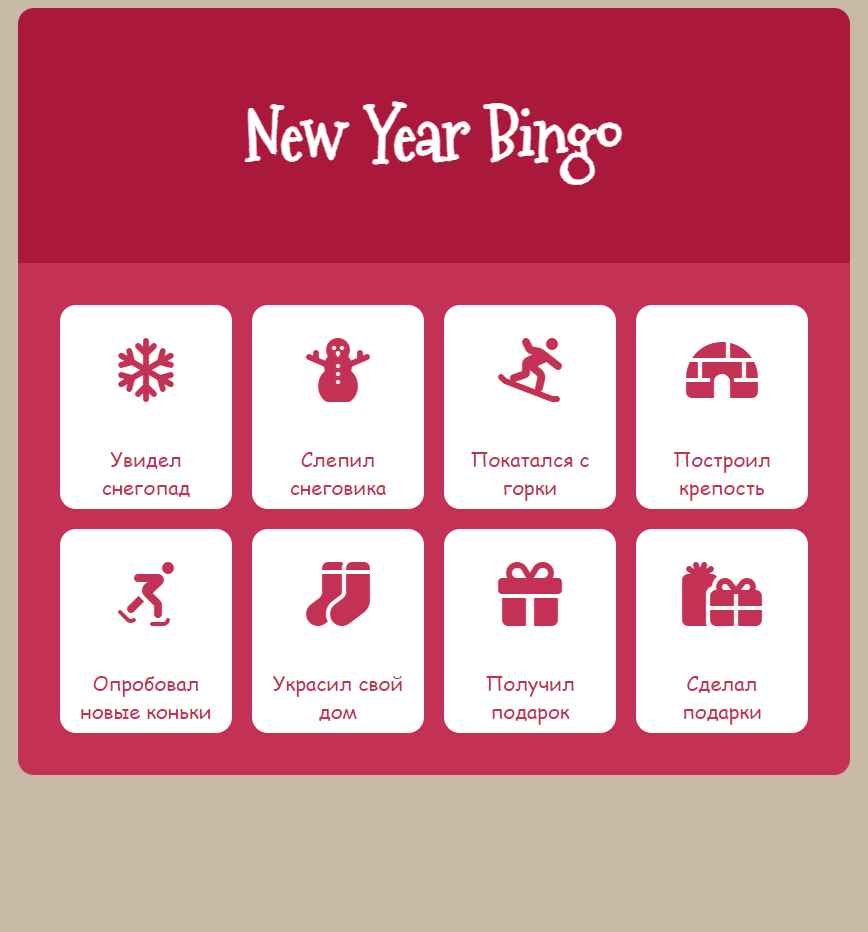 New Year Bingo
Увидел
снегопад
Слепил
снеговика
Покатался с
горки
Построил
крепость
Опробовал
новые коньки
Украсил свой
дом
Получил
подарок
Сделал
подарки